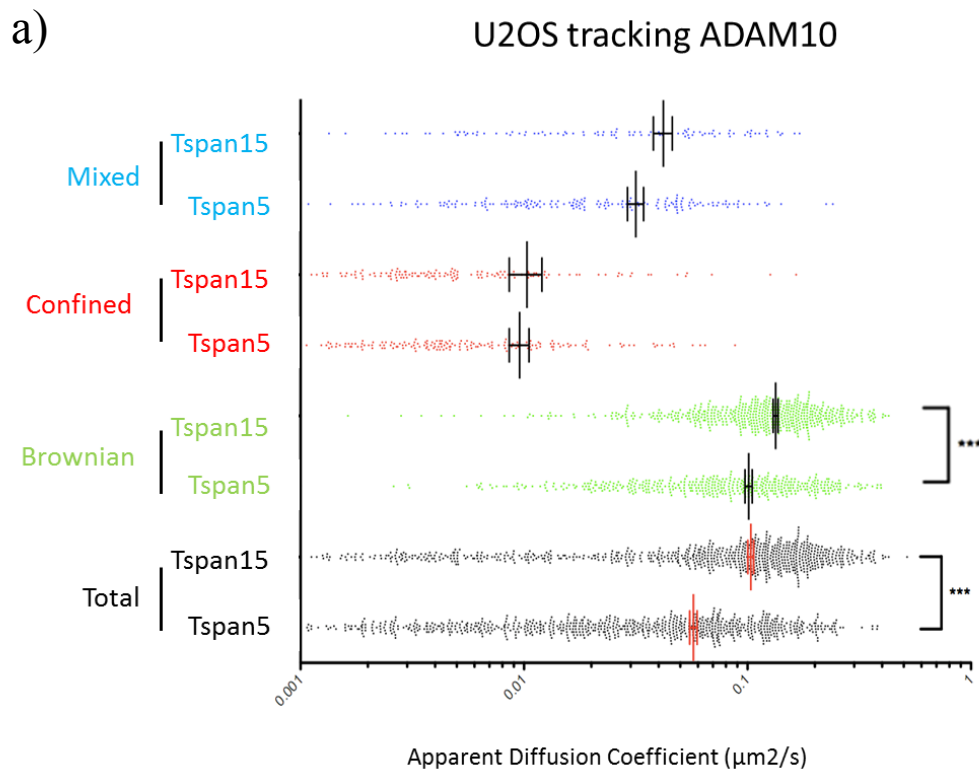 a)
U2OS tracking ADAM10
Tspan15
Mixed
Tspan5
Tspan15
Confined
Tspan5
Tspan15
***
Brownian
Tspan5
Tspan15
Total
***
Tspan5
0.001
0.01
0.1
1
Apparent Diffusion Coefficient (µm2/s)